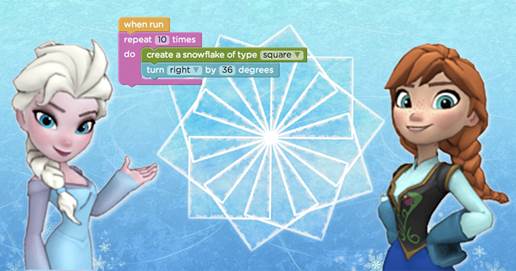 when run
repeat 10 times
do create a snowflake of type square
turn right by 36 degrees